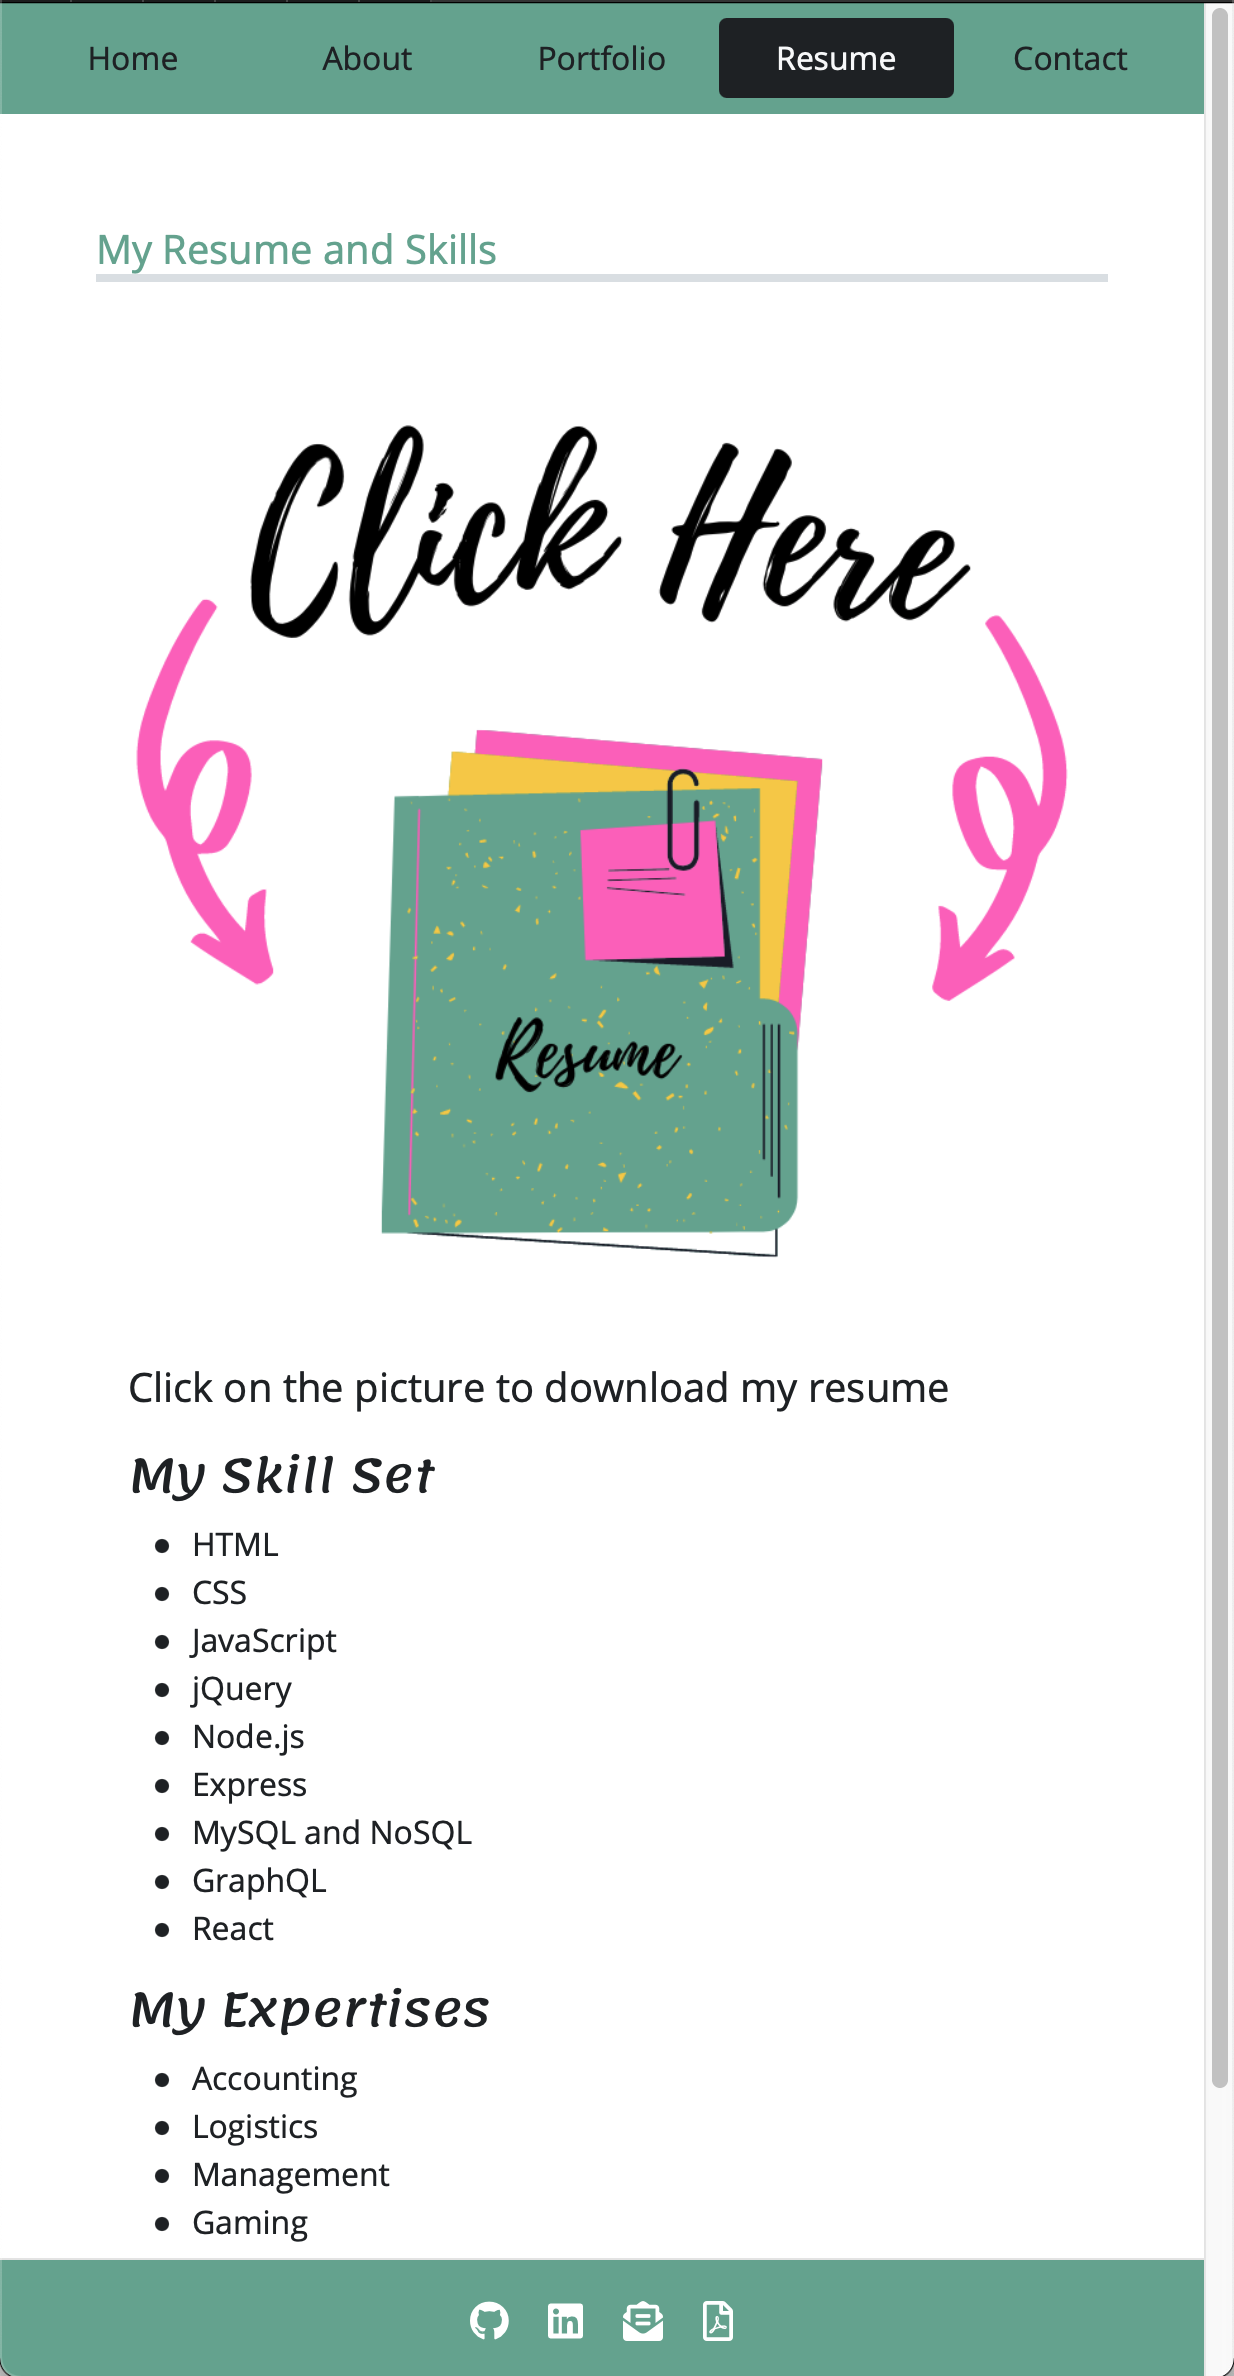 Home About Portfolio Resume Contact
My Resume and Skills
Click Here
Resume
Click on the picture to download my resume
My Skill Set
HTML
CSS
JavaScript
jQuery
Node.js
Express
MySQL and NoSQL
GraphQL
React
My Expertises
Accounting
Logistics
Management
Gaming
in